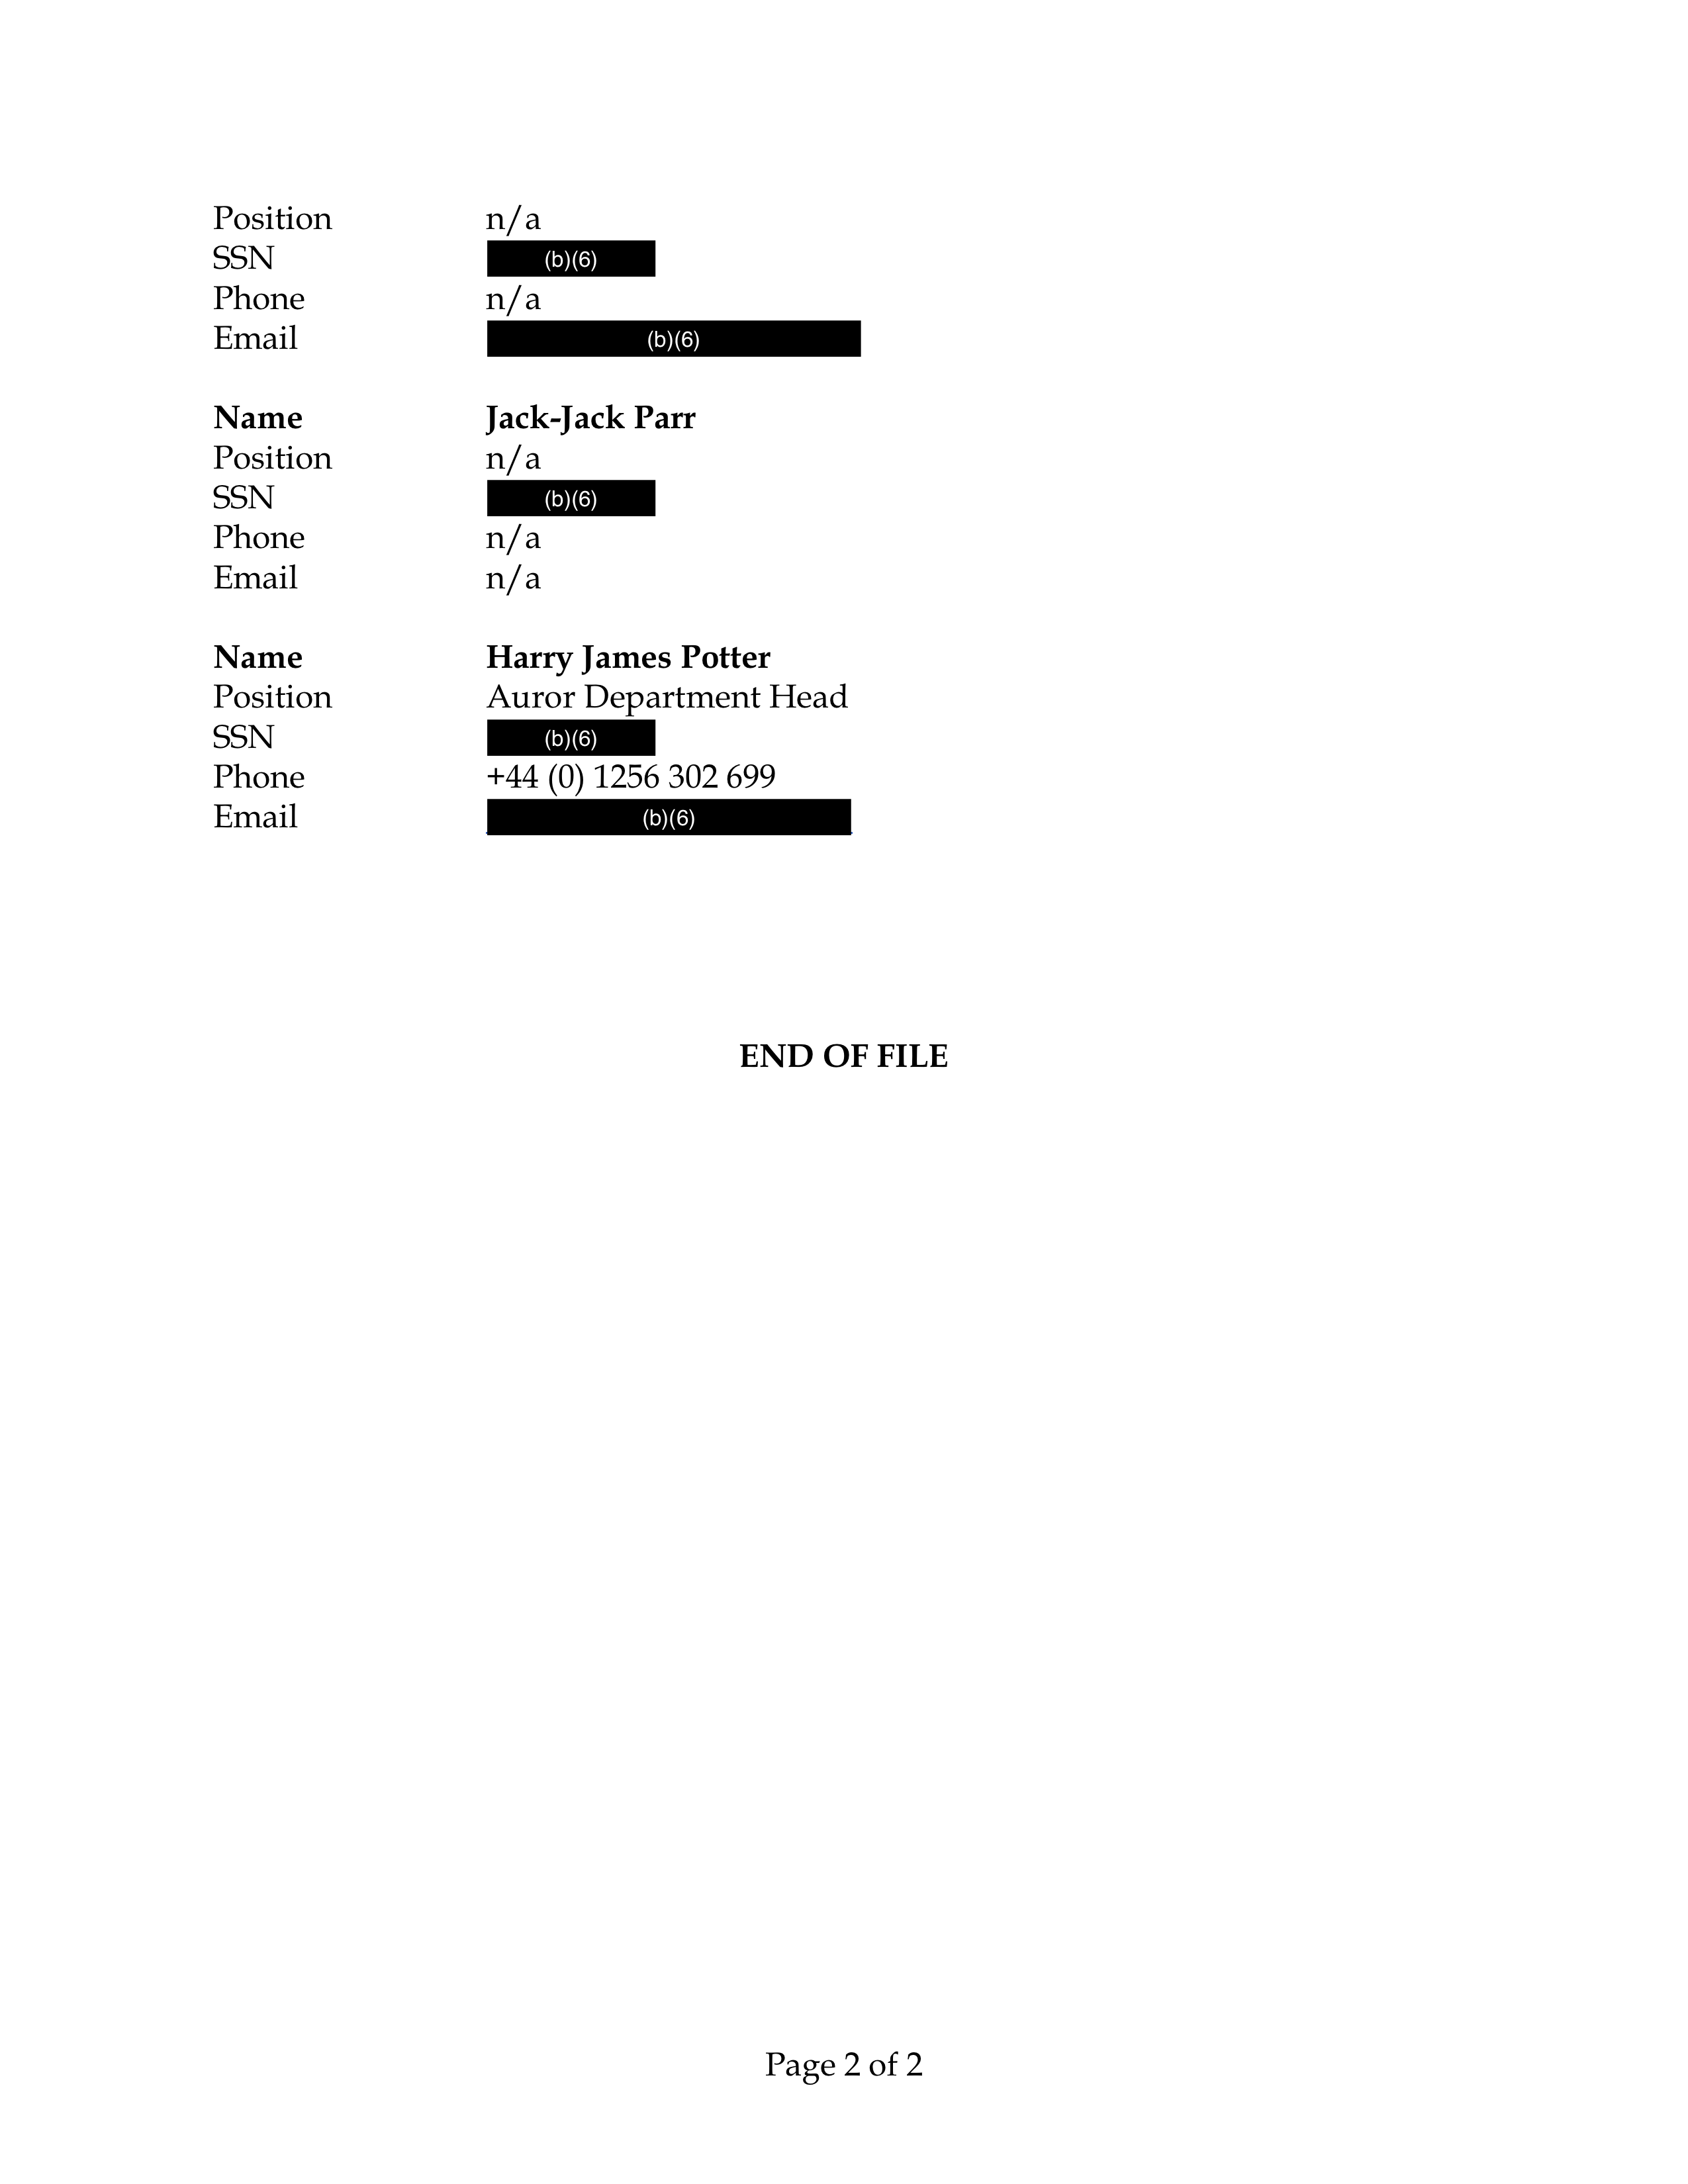 Position n/a
SSN (b)(6)
Phone n/a
Email (b)(6)
Name Jack-Jack Parr
Position n/a
SSN (b)(6)
Phone n/a
Email n/a
Name Harry James Potter
Position Auror Department Head
SSN (b)(6)
Phone +44 (0) 1256 302 699
Email (b)(6)
END OF FILE
Page 2 of 2